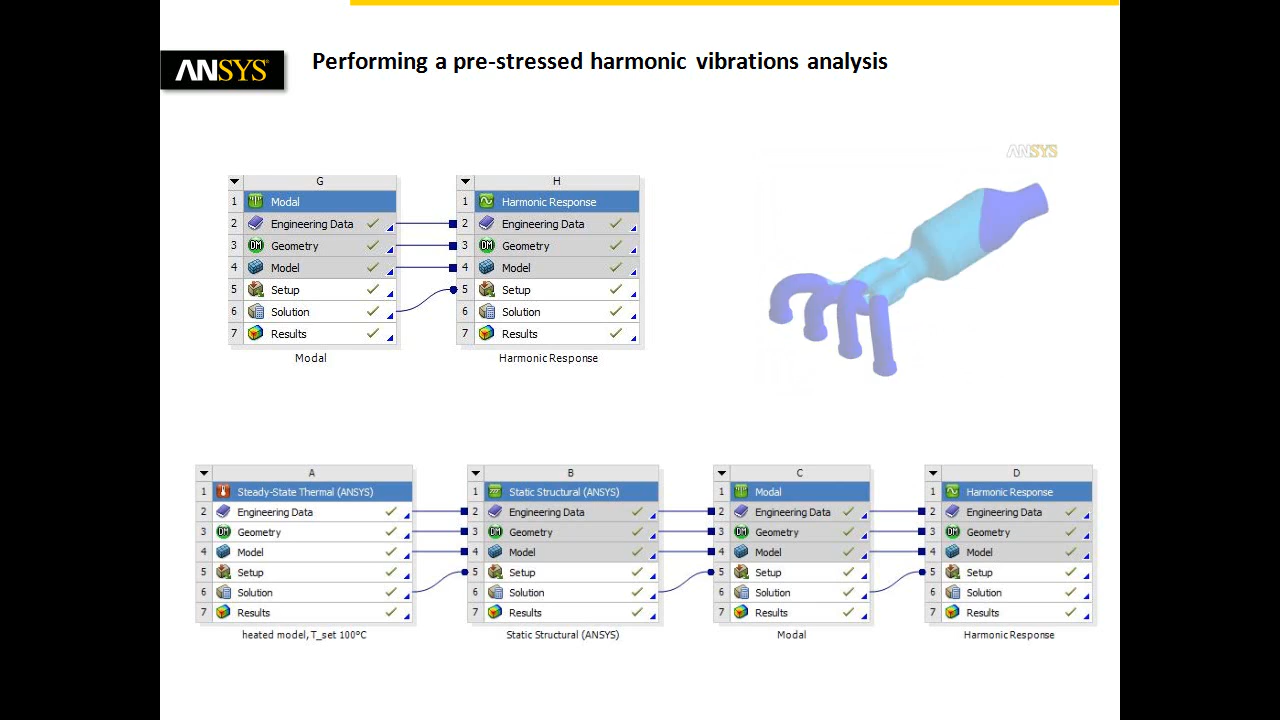 ANSYS
Performing a pre-stressed harmonic vibrations analysis
ANSYS
G
1 Modal
2 Engineering Data
3 Geometry
4 Model
5 Setup
6 Solution
7 Results
Modal
H
1 Harmonic Response
2 Engineering Data
3 Geometry
4 Model
5 Setup
6 Solution
7 Results
Harmonic Response
A
1 Steady-State Thermal (ANSYS)
2 Engineering Data
3 Geometry
4 Model
5 Setup
6 Solution
7 Results
heated model, T_set 100°C
B
1 Static Structural (ANSYS)
2 Engineering Data
3 Geometry
4 Model
5 Setup
6 Solution
7 Results
Static Structural (ANSYS)
C
1 Modal
2 Engineering Data
3 Geometry
4 Model
5 Setup
6 Solution
7 Results
Modal
D
1 Harmonic Response
2 Engineering Data
3 Geometry
4 Model
5 Setup
6 Solution
7 Results
Harmonic Response